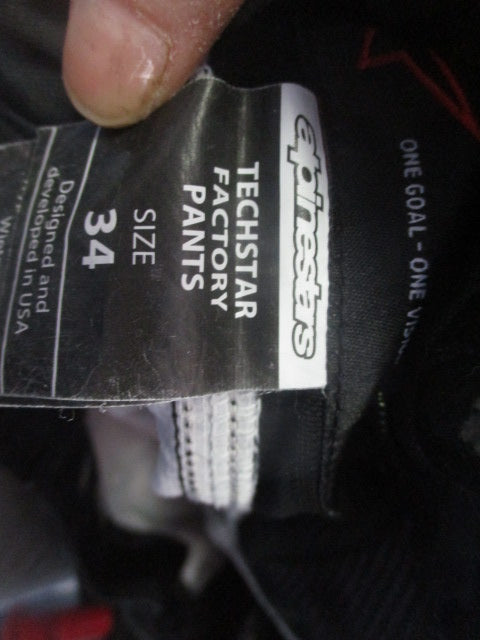 alpinestars
TECHSTAR
FACTORY
PANTS
SIZE
34
Designed and
developed in USA
ONE GOAL - ONE